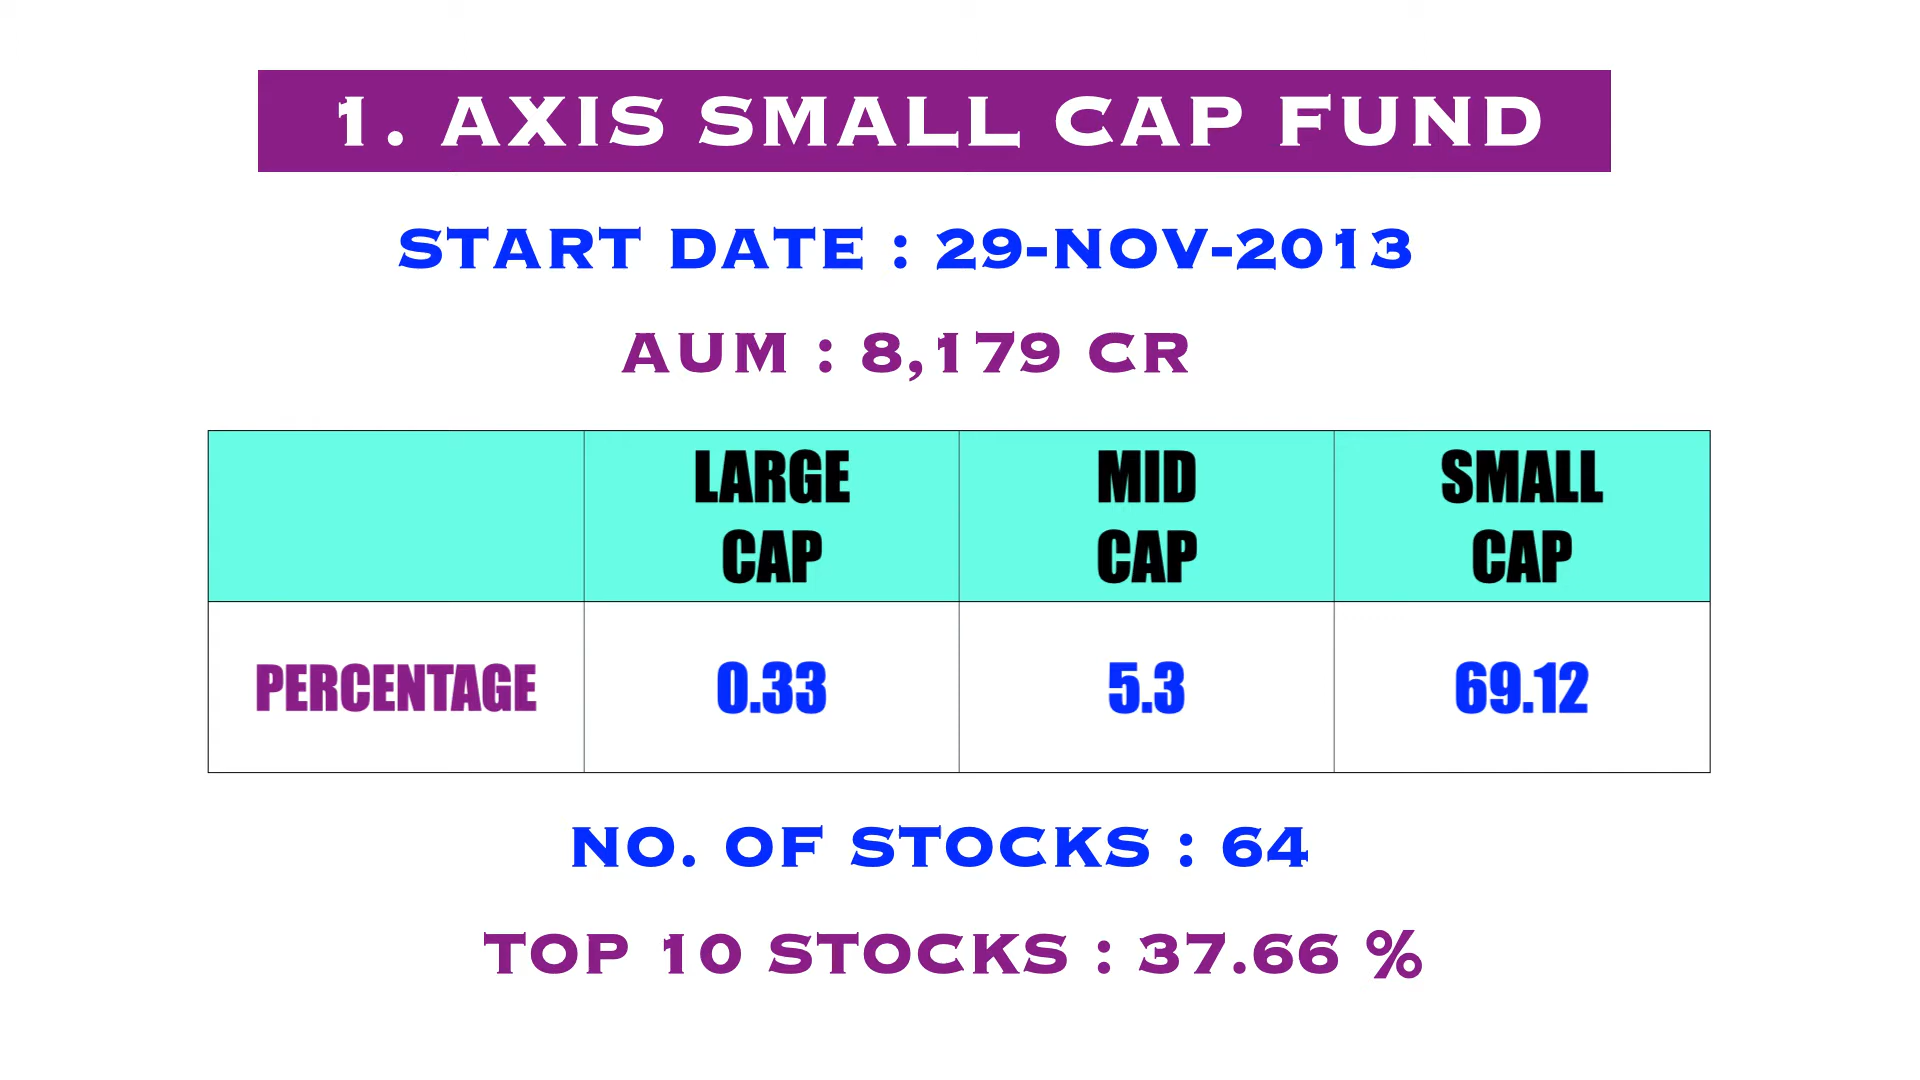 1. AXIS SMALL CAP FUND
START DATE : 29-NOV-2013
AUM : 8,179 CR
LARGE CAP MID CAP SMALL CAP
PERCENTAGE 0.33 5.3 69.12
NO. OF STOCKS : 64
TOP 10 STOCKS : 37.66 %